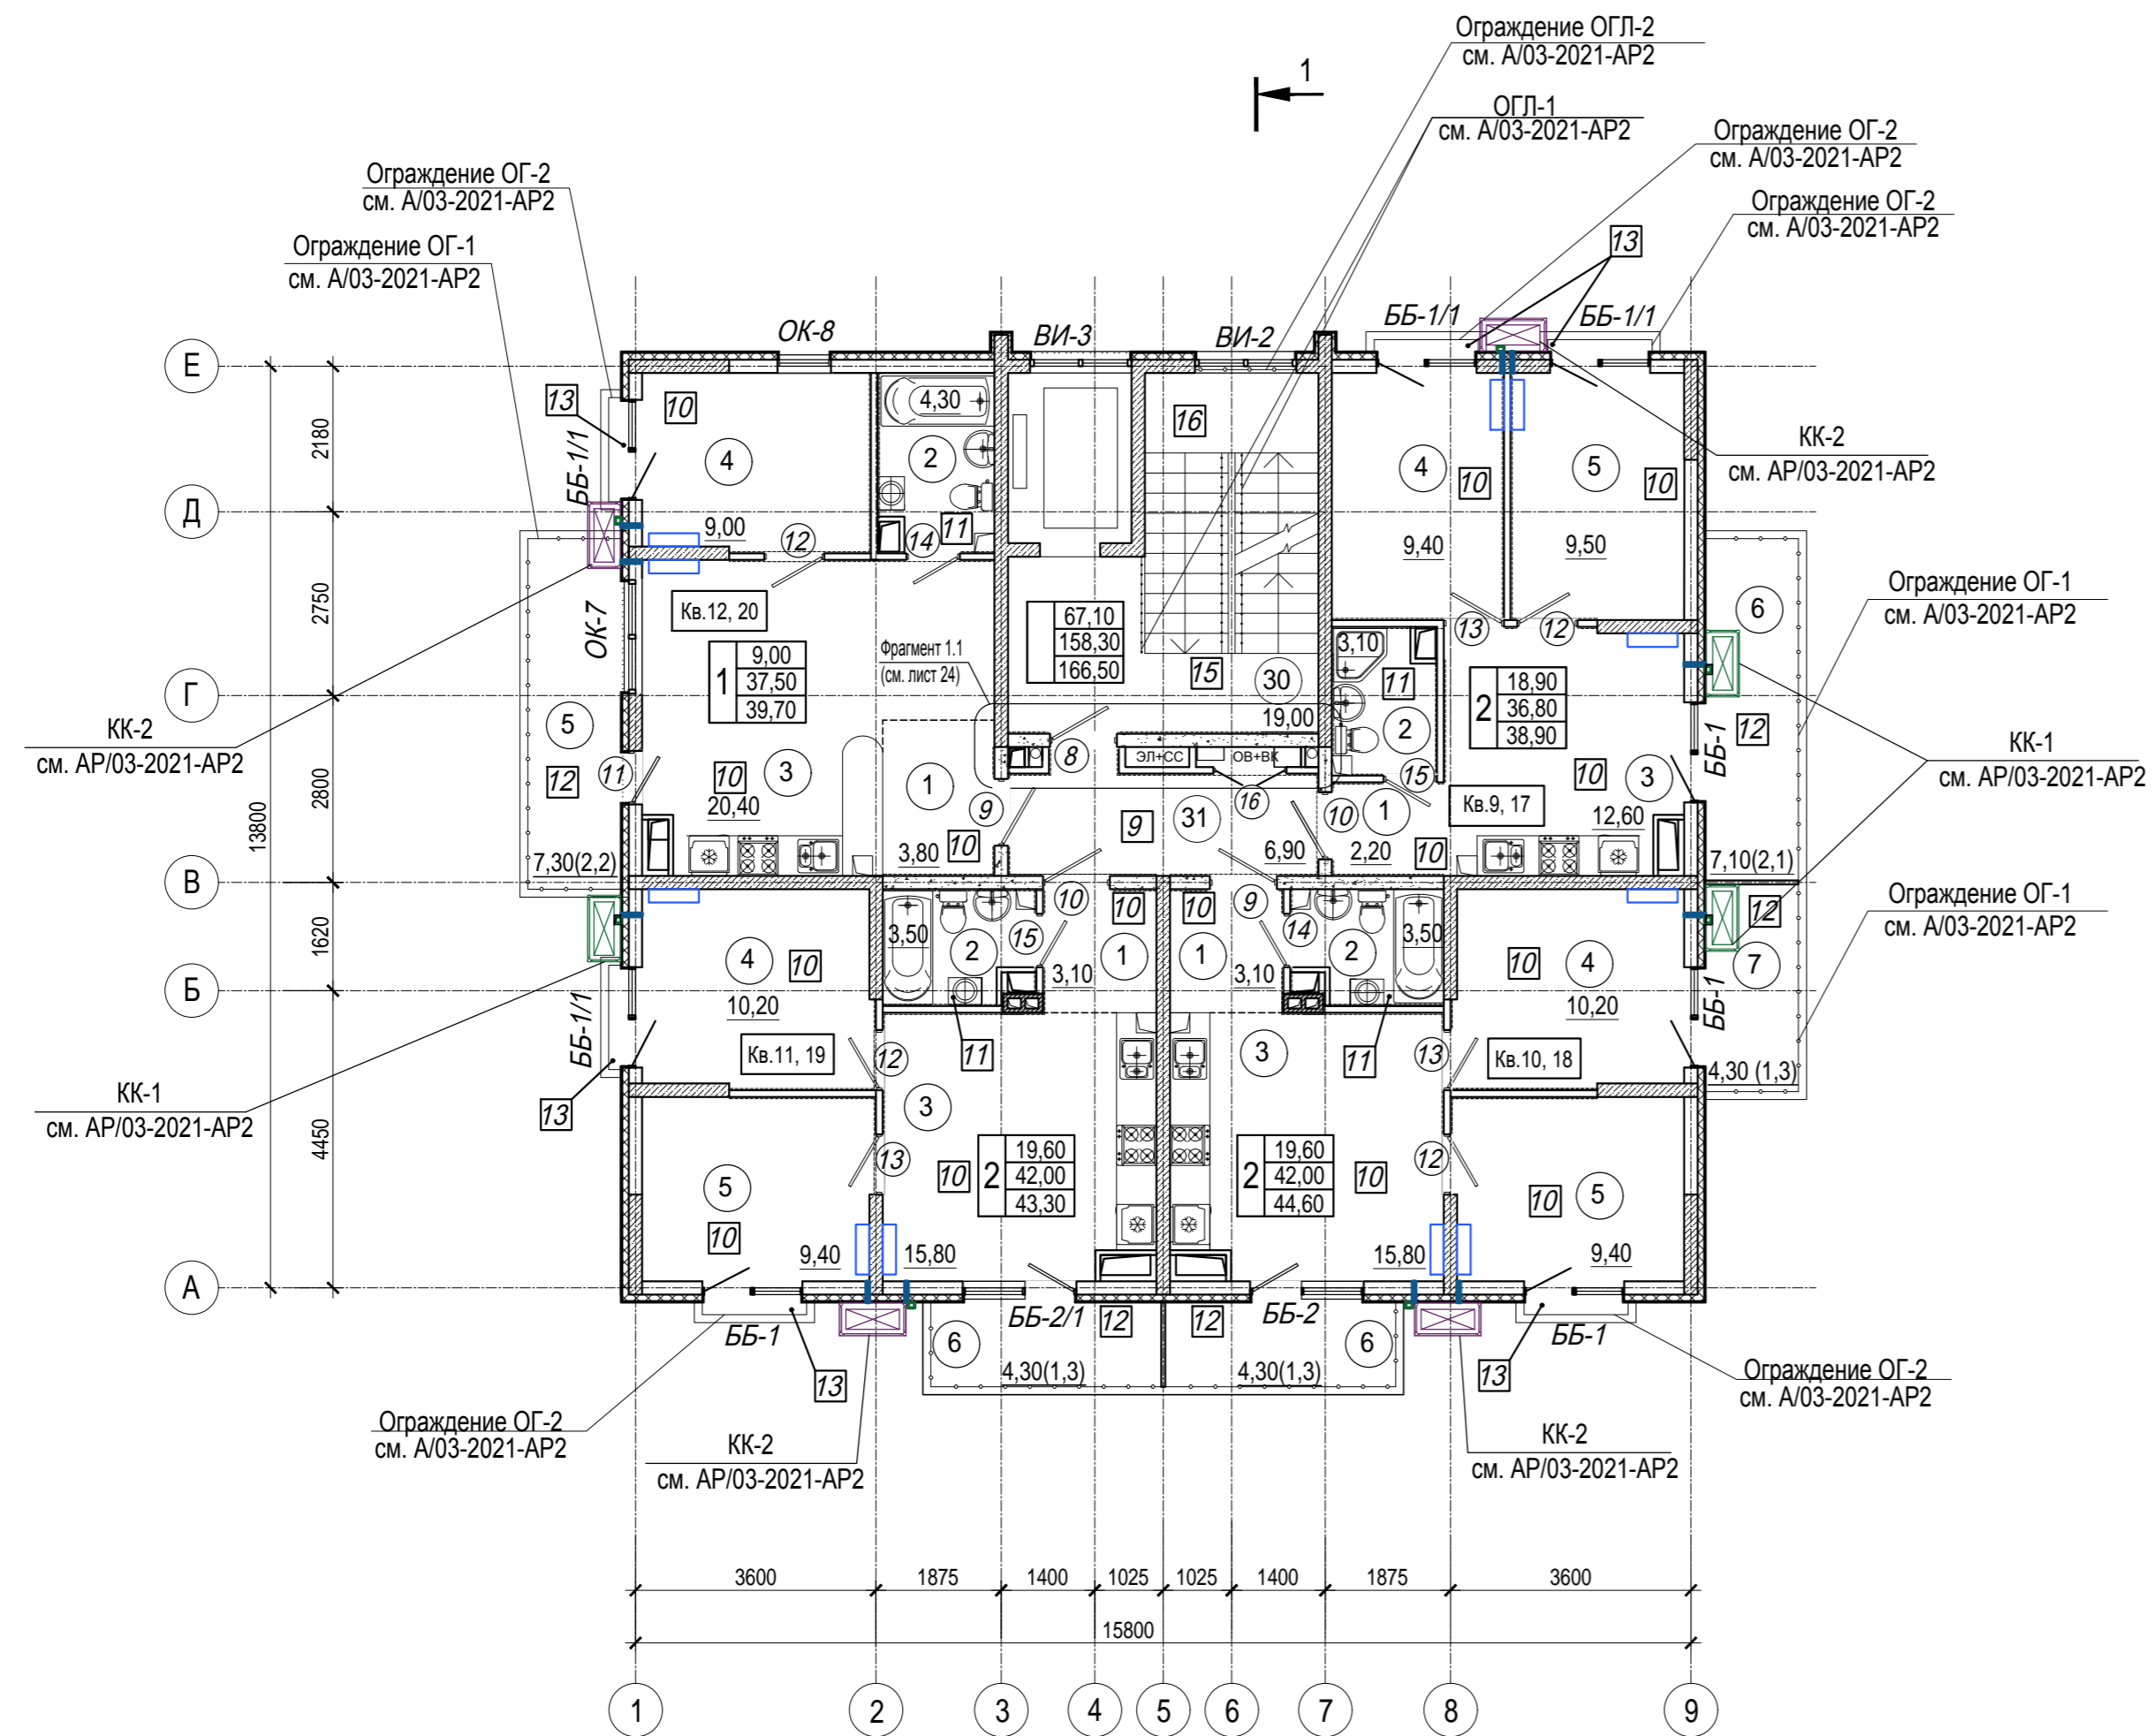 Ограждение ОГЛ-2
см. А/03-2021-АР2
1
ОГЛ-1
см. А/03-2021-АР2
Ограждение ОГ-2
см. А/03-2021-АР2
Ограждение ОГ-2
см. А/03-2021-АР2
Ограждение ОГ-2
см. А/03-2021-АР2
Ограждение ОГ-1
см. А/03-2021-АР2
13
ББ-1/1
ББ-1/1
ОК-8
ВИ-3
ВИ-2
Е
13
10
4,30
16
2
4
4
5
КК-2
см. АР/03-2021-АР2
ББ-1/1
2180
10
10
Д
9,00
12
14
11
9,40
9,50
Ограждение ОГ-1
см. А/03-2021-АР2
6
2750
ОК-7
Кв.12, 20
67,10
158,30
166,50
13
12
3,10
Фрагмент 1.1
(см. лист 24)
1
9,00
37,50
39,70
15
30
11
2
18,90
36,80
38,90
Г
5
19,00
2
12
ББ-1
КК-2
см. АР/03-2021-АР2
КК-1
см. АР/03-2021-АР2
12
11
10
3
1
8
ЭЛ+СС
ОВ+ВК
15
10
3
20,40
9
16
10
1
Кв.9, 17
12,60
2800
13800
9
31
3,80
10
6,90
2,20
10
7,30(2,2)
7,10(2,1)
В
Ограждение ОГ-1
см. А/03-2021-АР2
10
10
10
9
12
3,50
15
14
3,50
1620
4
10
2
1
1
2
10
4
7
3,10
3,10
Б
10,20
10,20
ББ-1/1
ББ-1
Кв.11, 19
12
11
3
11
13
Кв.10, 18
4,30 (1,3)
КК-1
см. АР/03-2021-АР2
13
3
4450
13
2
19,60
42,00
43,30
2
19,60
42,00
44,60
12
10
10
5
10
5
10
9,40
15,80
15,80
9,40
А
ББ-1
ББ-2/1
12
12
ББ-2
ББ-1
6
6
13
4,30(1,3)
4,30(1,3)
13
Ограждение ОГ-2
см. А/03-2021-АР2
Ограждение ОГ-2
см. А/03-2021-АР2
КК-2
см. АР/03-2021-АР2
КК-2
см. АР/03-2021-АР2
3600
1875
1400
1025
1025
1400
1875
3600
15800
1
2
3
4
5
6
7
8
9